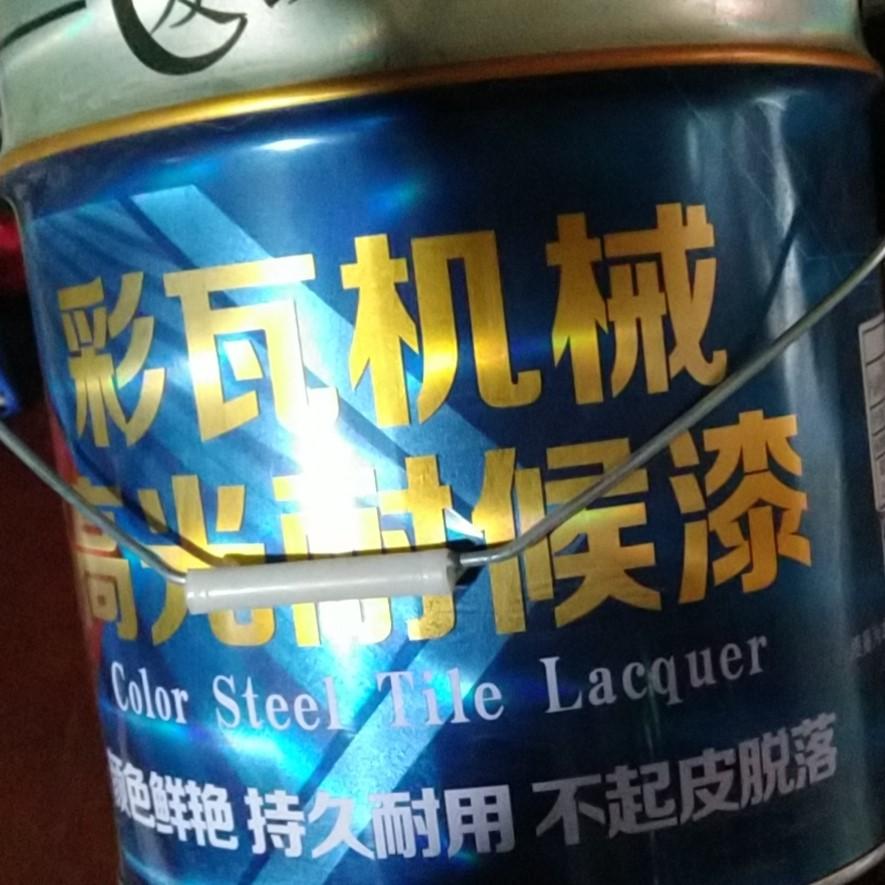 彩瓦机械
高光耐候漆
Color Steel Tile Lacquer
颜色鲜艳 持久耐用 不起皮脱落